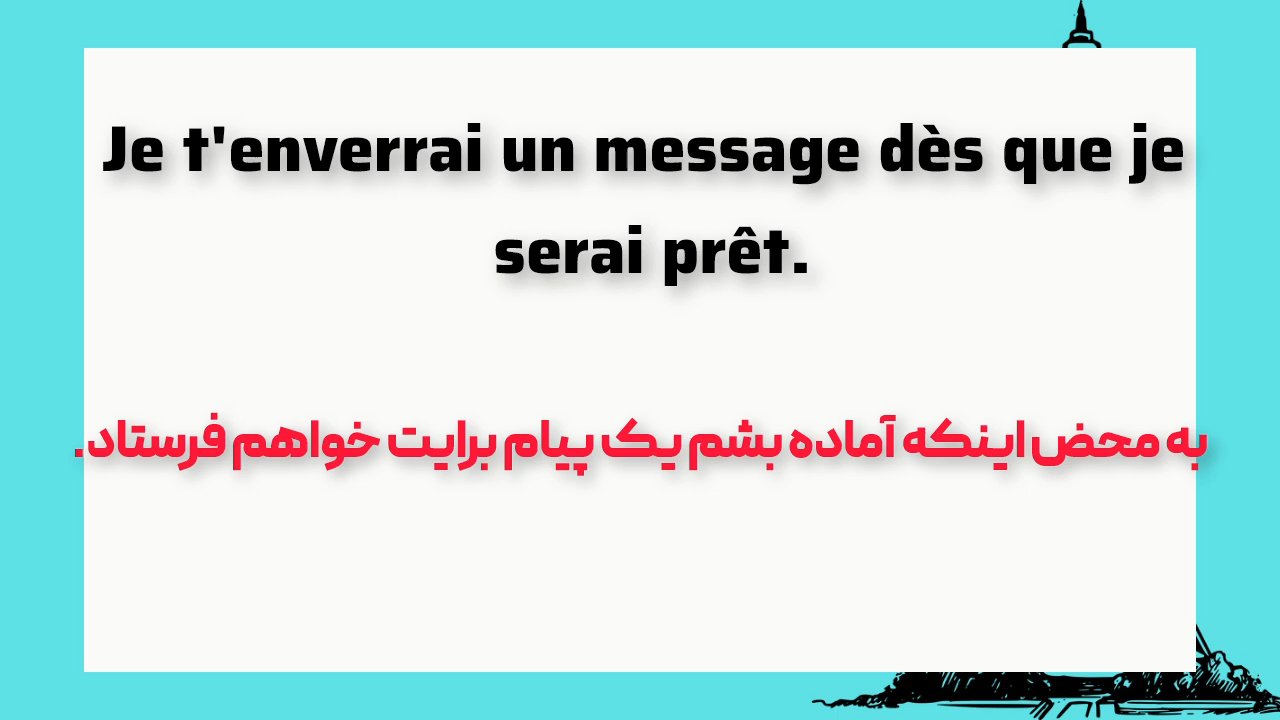 Je t'enverrai un message dès que je
serai prêt.
به محض اینکه آماده بشم یک پیام برایت خواهم فرستاد.